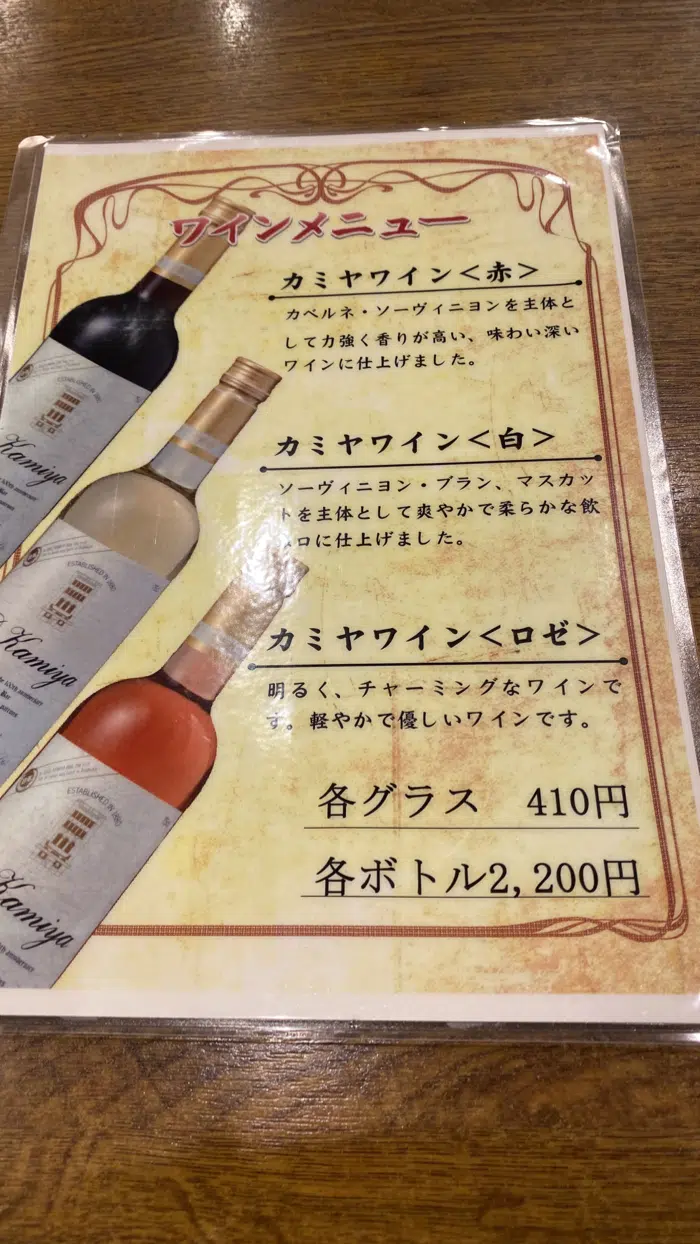 ワインメニュー
カミヤワイン＜赤＞
カベルネ・ソーヴィニヨンを主体と
して力強く香りが高い、味わい深い
ワインに仕上げました。
カミヤワイン＜白＞
ソーヴィニヨン・ブラン、マスカッ
トを主体として爽やかで柔らかな飲
口に仕上げました。
カミヤワイン＜ロゼ＞
明るく、チャーミングなワインで
す。軽やかで優しいワインです。
各グラス 410円
各ボトル2,200円
Kamiya
ESTABLISHED IN 1880
Kamiya
ESTABLISHED IN 1880
Kamiya